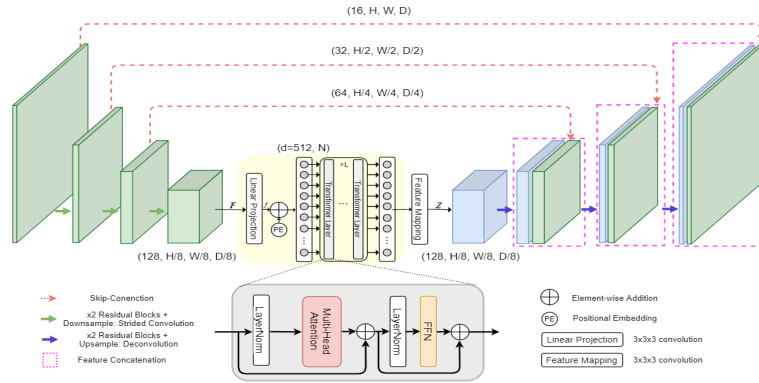 (16, H, W, D)
(32, H/2, W/2, D/2)
(64, H/4, W/4, D/4)
(d=512, N)
×L
F
Linear Projection
PE
...
Transformer Layer
...
Transformer Layer
...
Feature Mapping
Z
(128, H/8, W/8, D/8)
(128, H/8, W/8, D/8)
Skip-Conenction
x2 Residual Blocks +
Downsample: Strided Convolution
x2 Residual Blocks +
Upsample: Deconvolution
Feature Concatenation
LayerNorm
Multi-Head
Attention
LayerNorm
FFN
Element-wise Addition
PE
Positional Embedding
Linear Projection
3x3x3 convolution
Feature Mapping
3x3x3 convolution